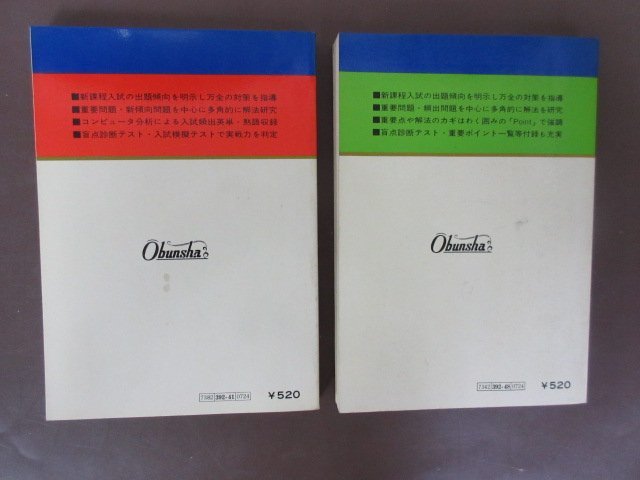 ■新課程入試の出題傾向を明示し万全の対策を指導
■重要問題・新傾向問題を中心に多角的に解法研究
■コンピュータ分析による入試頻出英単・熟語収録
■盲点診断テスト・入試模擬テストで実戦力を判定
Obunsha
7382 392-41 0724
¥520
■新課程入試の出題傾向を明示し万全の対策を指導
■重要問題・頻出問題を中心に多角的に解法を研究
■重要点や解法のカギはわく囲みの「Point」で強調
■盲点診断テスト・重要ポイント一覧等付録も充実
Obunsha
7342 392-48 0724
¥520